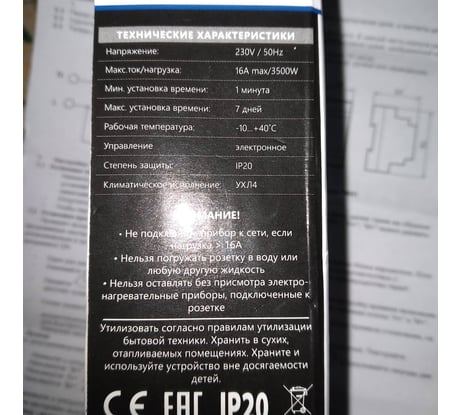 ТЕХНИЧЕСКИЕ ХАРАКТЕРИСТИКИ
Напряжение: 230V / 50Hz
Макс.ток/нагрузка: 16A max/3500W
Мин. установка времени: 1 минута
Макс. установка времени: 7 дней
Рабочая температура: -10...+40°C
Управление электронное
Степень защиты: IP20
Климатическое исполнение: УХЛ4
ВНИМАНИЕ!
• Не подключать прибор к сети, если
нагрузка > 16А
• Нельзя погружать розетку в воду или
любую другую жидкость
• Нельзя оставлять без присмотра электро-
нагревательные приборы, подключенные к
розетке
Утилизовать согласно правилам утилизации
бытовой техники. Хранить в сухих,
отапливаемых помещениях. Храните и
используйте устройство вне досягаемости
детей.
CE EAC IP20